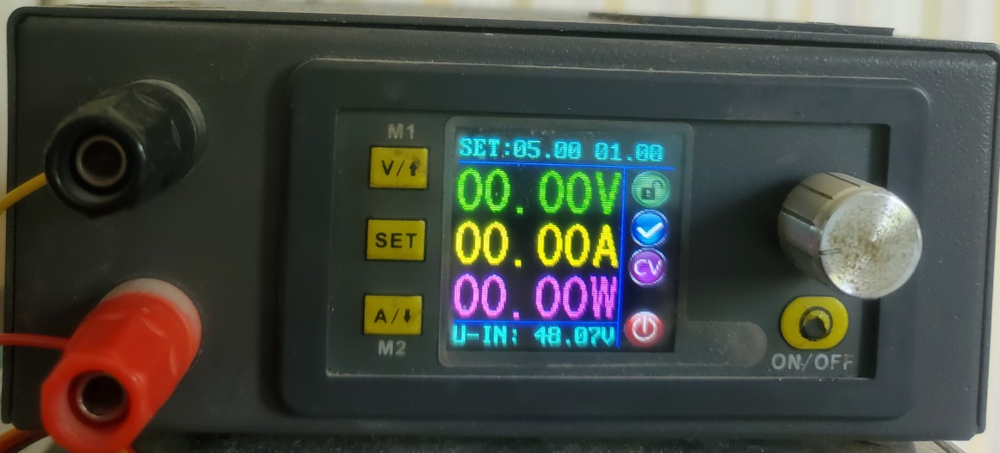 M1
V/⬆
SET
A/⬇
M2
SET:05.00 01.00
00.00V
00.00A
00.00W
U-IN: 48.07V
CV
ON/OFF